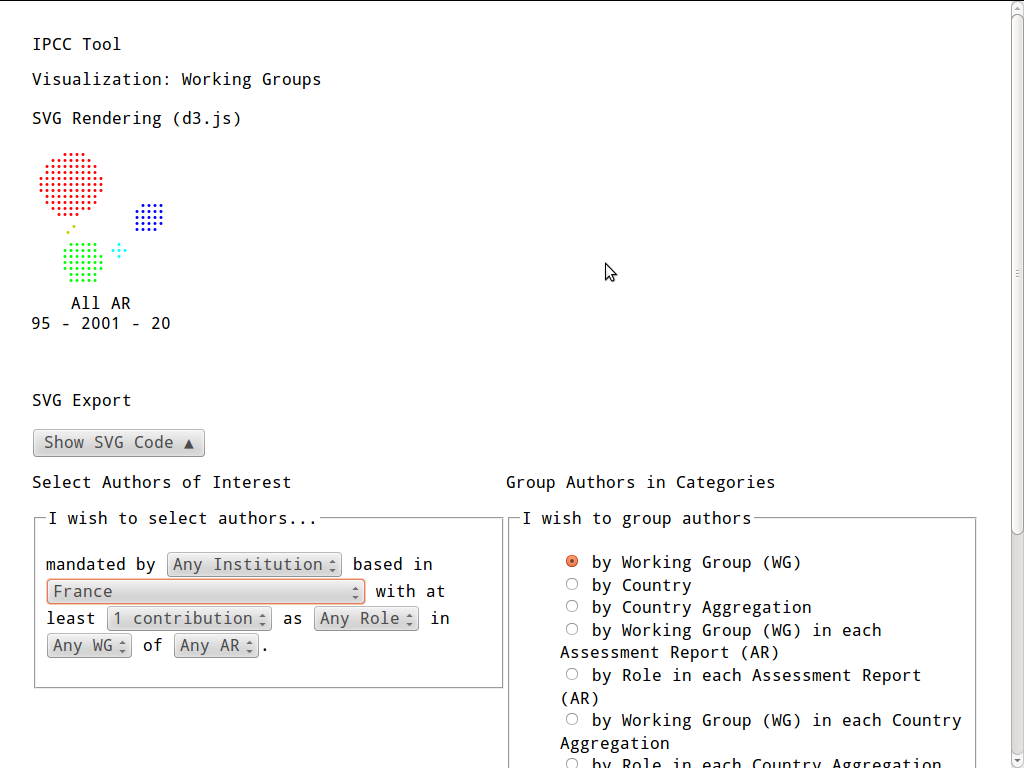 IPCC Tool
Visualization: Working Groups
SVG Rendering (d3.js)
All AR
95 - 2001 - 20
SVG Export
Show SVG Code ▲
Select Authors of Interest
I wish to select authors...
mandated by Any Institution based in
France with at
least 1 contribution as Any Role in
Any WG of Any AR.
Group Authors in Categories
I wish to group authors
by Working Group (WG)
by Country
by Country Aggregation
by Working Group (WG) in each
Assessment Report (AR)
by Role in each Assessment Report
(AR)
by Working Group (WG) in each Country
Aggregation
by Role in each Country Aggregation